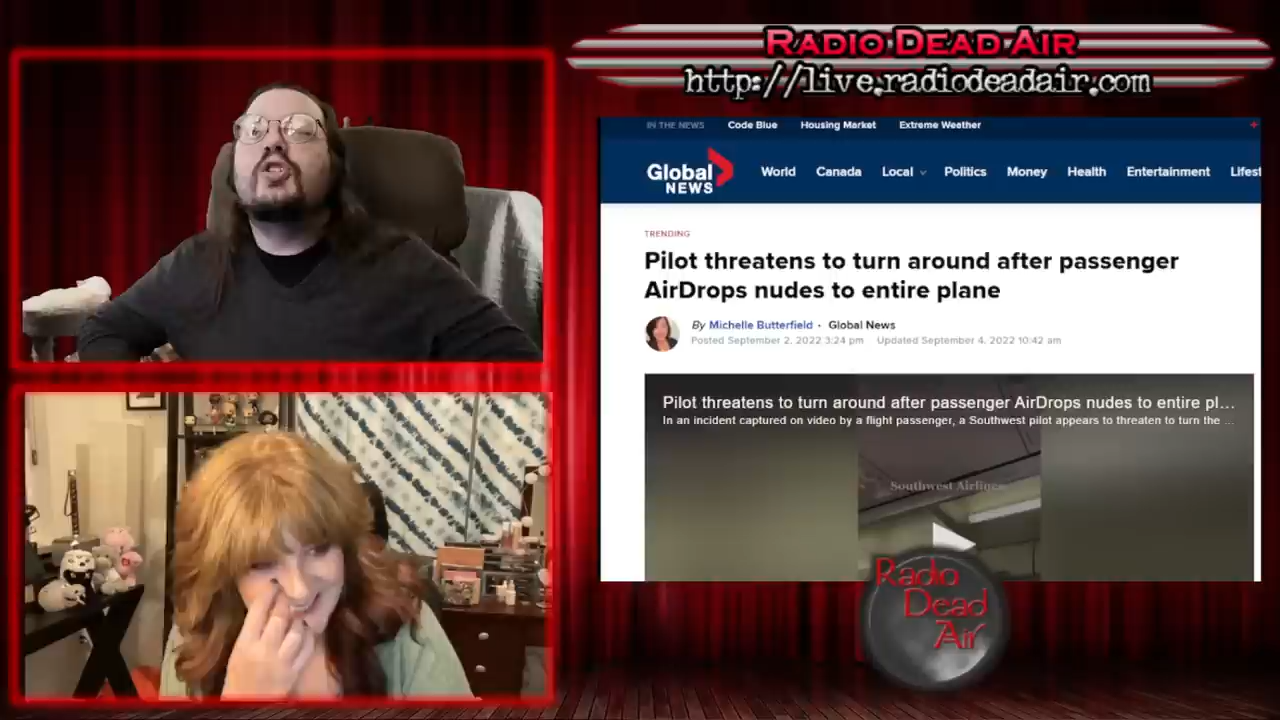 Radio Dead Air
http://live.radiodeadair.com
IN THE NEWS Code Blue Housing Market Extreme Weather
Global NEWS World Canada Local Politics Money Health Entertainment Lifest
TRENDING
Pilot threatens to turn around after passenger
AirDrops nudes to entire plane
By Michelle Butterfield · Global News
Posted September 2, 2022 3:24 pm Updated September 4, 2022 10:42 am
Pilot threatens to turn around after passenger AirDrops nudes to entire pl...
In an incident captured on video by a flight passenger, a Southwest pilot appears to threaten to turn the ...
Southwest Airlines
Radio
Dead
Air